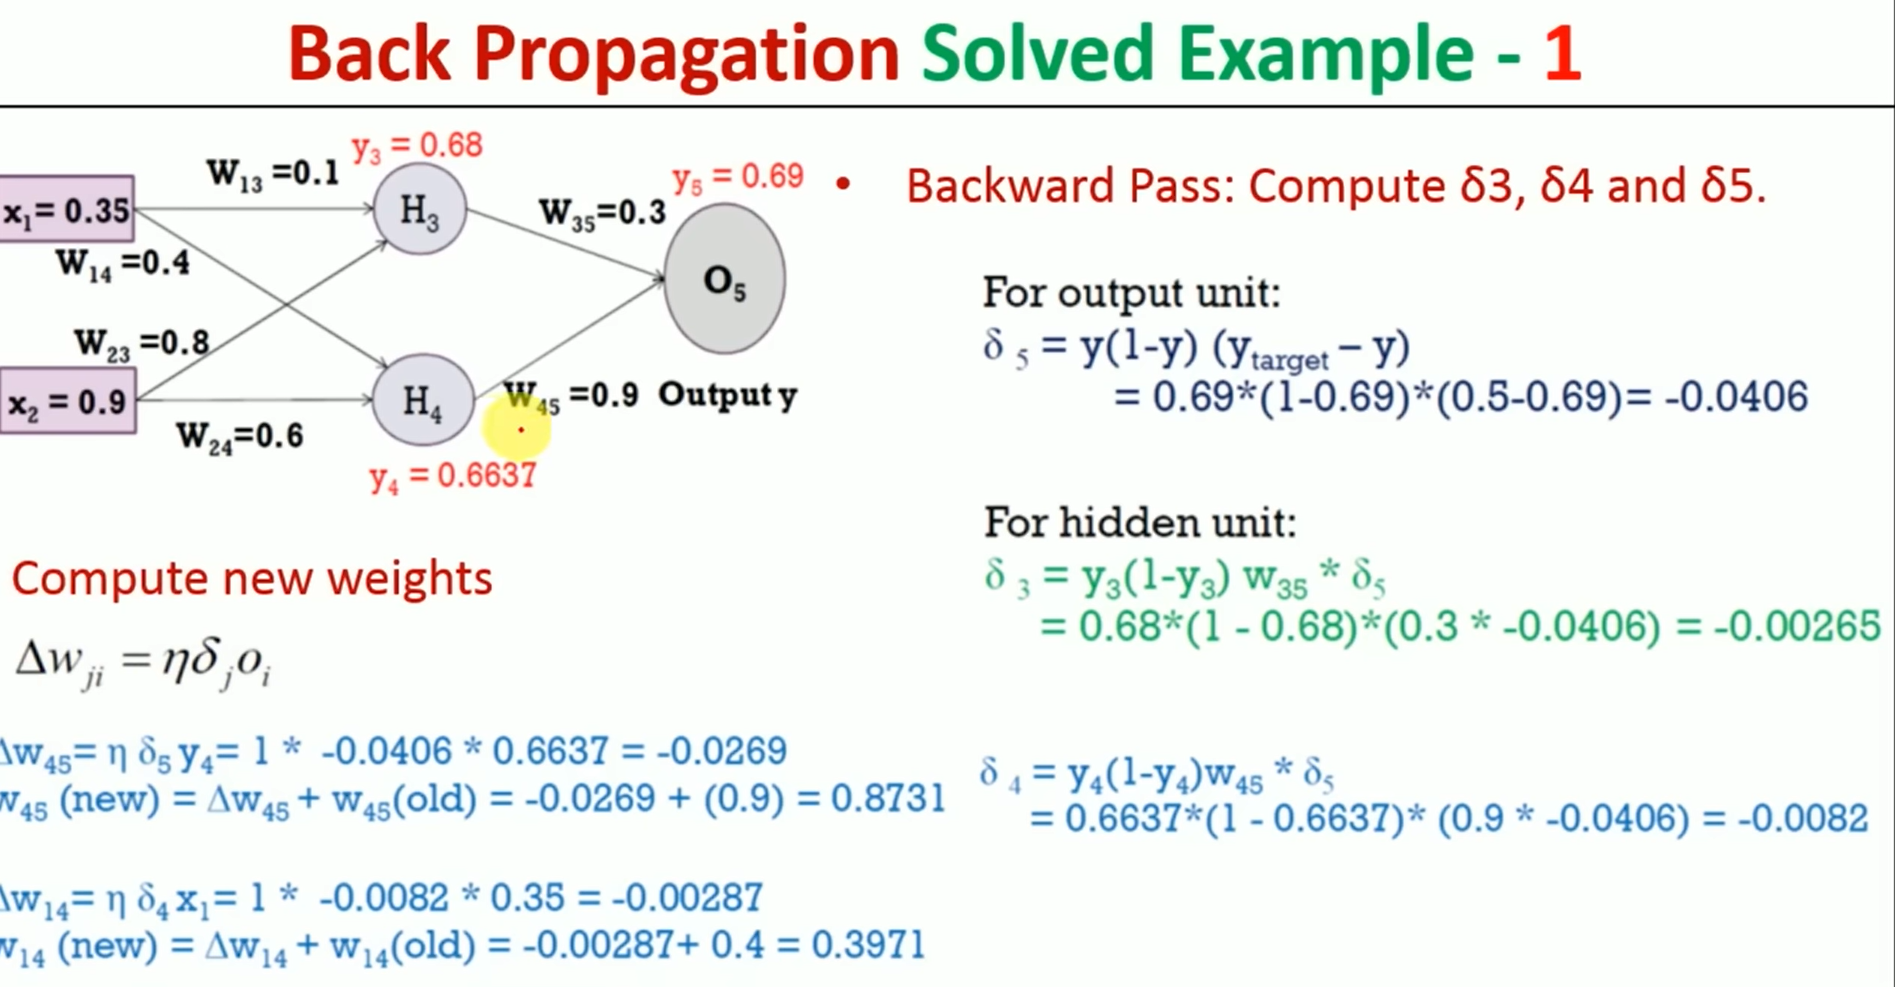 Back Propagation Solved Example - 1
y₃ = 0.68
W₁₃ =0.1
y₅ = 0.69
x₁= 0.35
H₃
W₃₅=0.3
W₁₄ =0.4
O₅
W₂₃ =0.8
x₂ = 0.9
H₄
W₄₅ =0.9 Output y
W₂₄=0.6
y₄ = 0.6637
Compute new weights
Δw_ji = ηδ_j o_i
Δw₄₅= η δ₅ y₄= 1 * -0.0406 * 0.6637 = -0.0269
w₄₅ (new) = Δw₄₅ + w₄₅(old) = -0.0269 + (0.9) = 0.8731
Δw₁₄= η δ₄ x₁= 1 * -0.0082 * 0.35 = -0.00287
w₁₄ (new) = Δw₁₄ + w₁₄(old) = -0.00287+ 0.4 = 0.3971
• Backward Pass: Compute δ3, δ4 and δ5.
For output unit:
δ ₅ = y(1-y) (y_target – y)
= 0.69*(1-0.69)*(0.5-0.69)= -0.0406
For hidden unit:
δ ₃ = y₃(1-y₃) w₃₅ * δ₅
= 0.68*(1 - 0.68)*(0.3 * -0.0406) = -0.00265
δ ₄ = y₄(1-y₄)w₄₅ * δ₅
= 0.6637*(1 - 0.6637)* (0.9 * -0.0406) = -0.0082